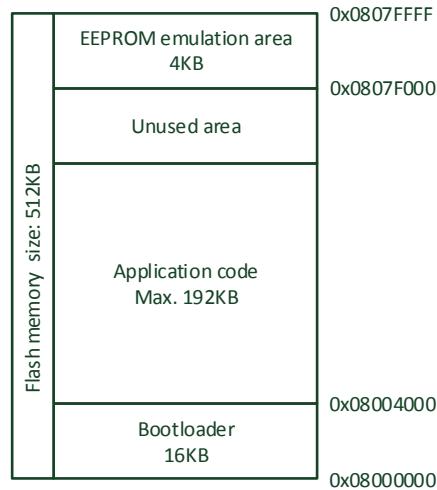 0x0807FFFF
EEPROM emulation area
4KB
0x0807F000
Unused area
Flash memory size: 512KB
Application code
Max. 192KB
0x08004000
Bootloader
16KB
0x08000000